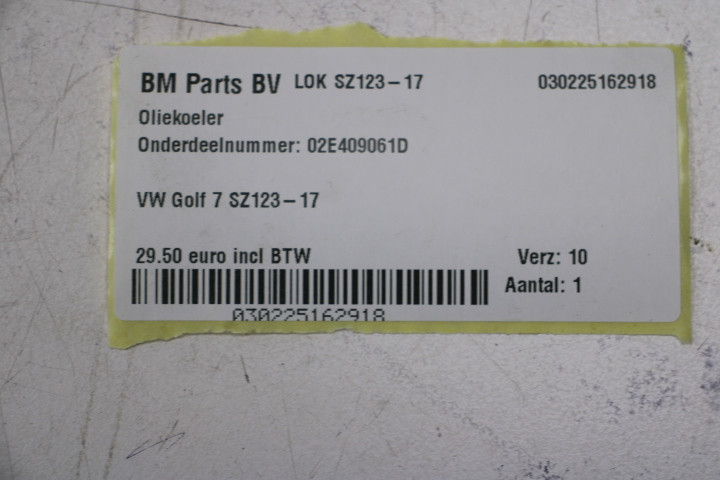 BM Parts BV LOK SZ123-17 030225162918
Oliekoeler
Onderdeelnummer: 02E409061D
VW Golf 7 SZ123-17
29.50 euro incl BTW Verz: 10
Aantal: 1
030225162918